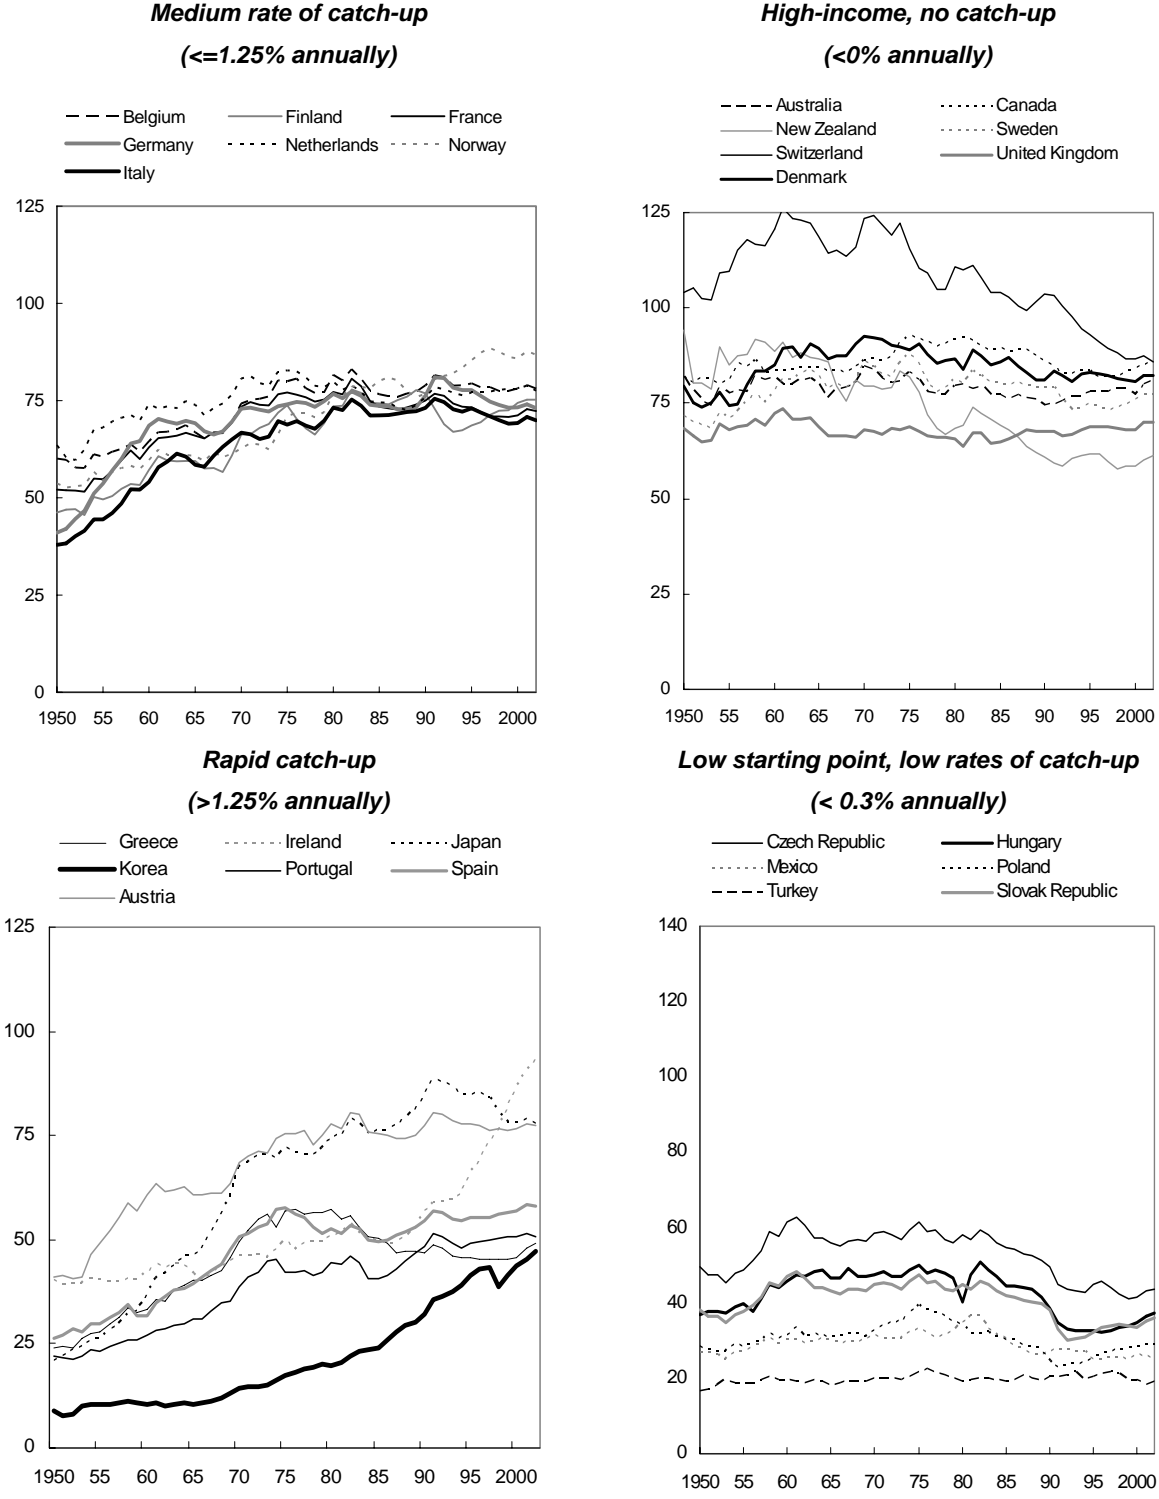 Medium rate of catch-up
(<=1.25% annually)
Belgium Finland France
Germany Netherlands Norway
Italy
125
100
75
50
25
0
1950 55 60 65 70 75 80 85 90 95 2000
High-income, no catch-up
(<0% annually)
Australia Canada
New Zealand Sweden
Switzerland United Kingdom
Denmark
125
100
75
50
25
0
1950 55 60 65 70 75 80 85 90 95 2000
Rapid catch-up
(>1.25% annually)
Greece Ireland Japan
Korea Portugal Spain
Austria
125
100
75
50
25
0
1950 55 60 65 70 75 80 85 90 95 2000
Low starting point, low rates of catch-up
(< 0.3% annually)
Czech Republic Hungary
Mexico Poland
Turkey Slovak Republic
140
120
100
80
60
40
20
0
1950 55 60 65 70 75 80 85 90 95 2000